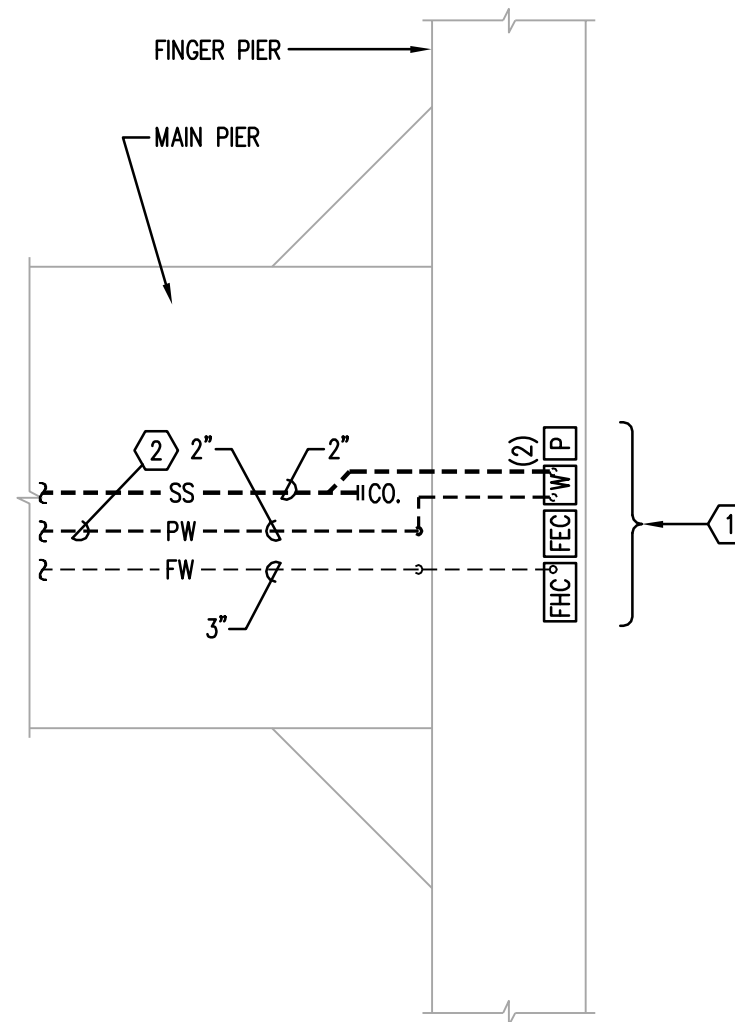 FINGER PIER
MAIN PIER
2
2"
2"
(2)
P
SS
CO.
W
PW
FEC
1
FW
FHC
3"